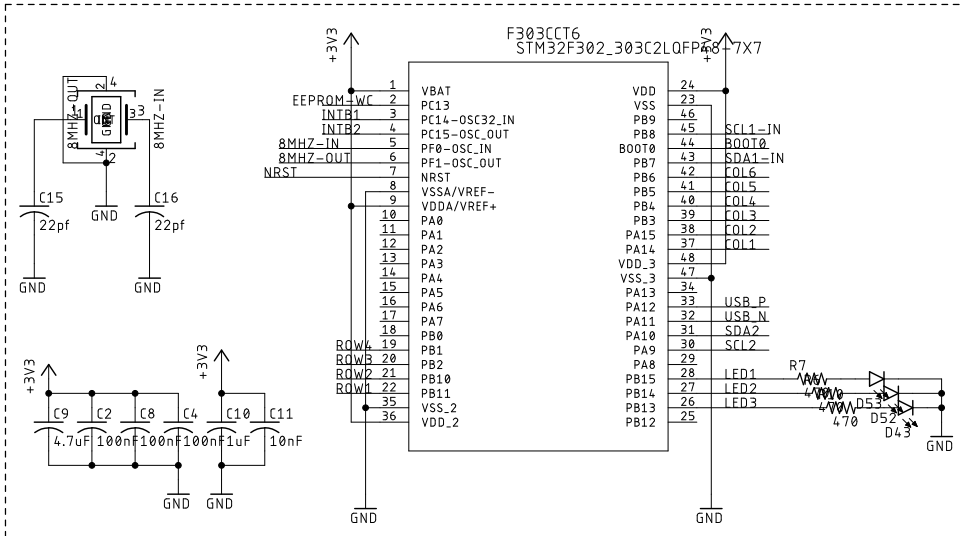 F303CCT6
STM32F302_303C2LQFP48-7X7
+3V3
+3V3
1 VBAT
EEPROM-WC 2 PC13
INTB1 3 PC14-OSC32_IN
INTB2 4 PC15-OSC_OUT
8MHZ-IN 5 PF0-OSC_IN
8MHZ-OUT 6 PF1-OSC_OUT
NRST 7 NRST
8 VSSA/VREF-
9 VDDA/VREF+
10 PA0
11 PA1
12 PA2
13 PA3
14 PA4
15 PA5
16 PA6
17 PA7
18 PB0
ROW4 19 PB1
ROW3 20 PB2
ROW2 21 PB10
ROW1 22 PB11
35 VSS_2
36 VDD_2
VDD 24
VSS 23
PB9 46
PB8 45 SCL1-IN
BOOT0 44 BOOT0
PB7 43 SDA1-IN
PB6 42 COL6
PB5 41 COL5
PB4 40 COL4
PB3 39 COL3
PA15 38 COL2
PA14 37 COL1
VDD_3 48
VSS_3 47
PA13 34
PA12 33 USB_P
PA11 32 USB_N
PA10 31 SDA2
PA9 30 SCL2
PA8 29
PB15 28 LED1
PB14 27 LED2
PB13 26 LED3
PB12 25
R7
470
D53
D52
D43
GND
GND
GND
8MHZ-OUT
8MHZ-IN
4
2
1
3
3
GND
4
2
C15
22pf
GND
C16
22pf
GND
GND
+3V3
+3V3
C9
4.7uF
C2
100nF
C8
100nF
C4
100nF
C10
1uF
C11
10nF
GND
GND